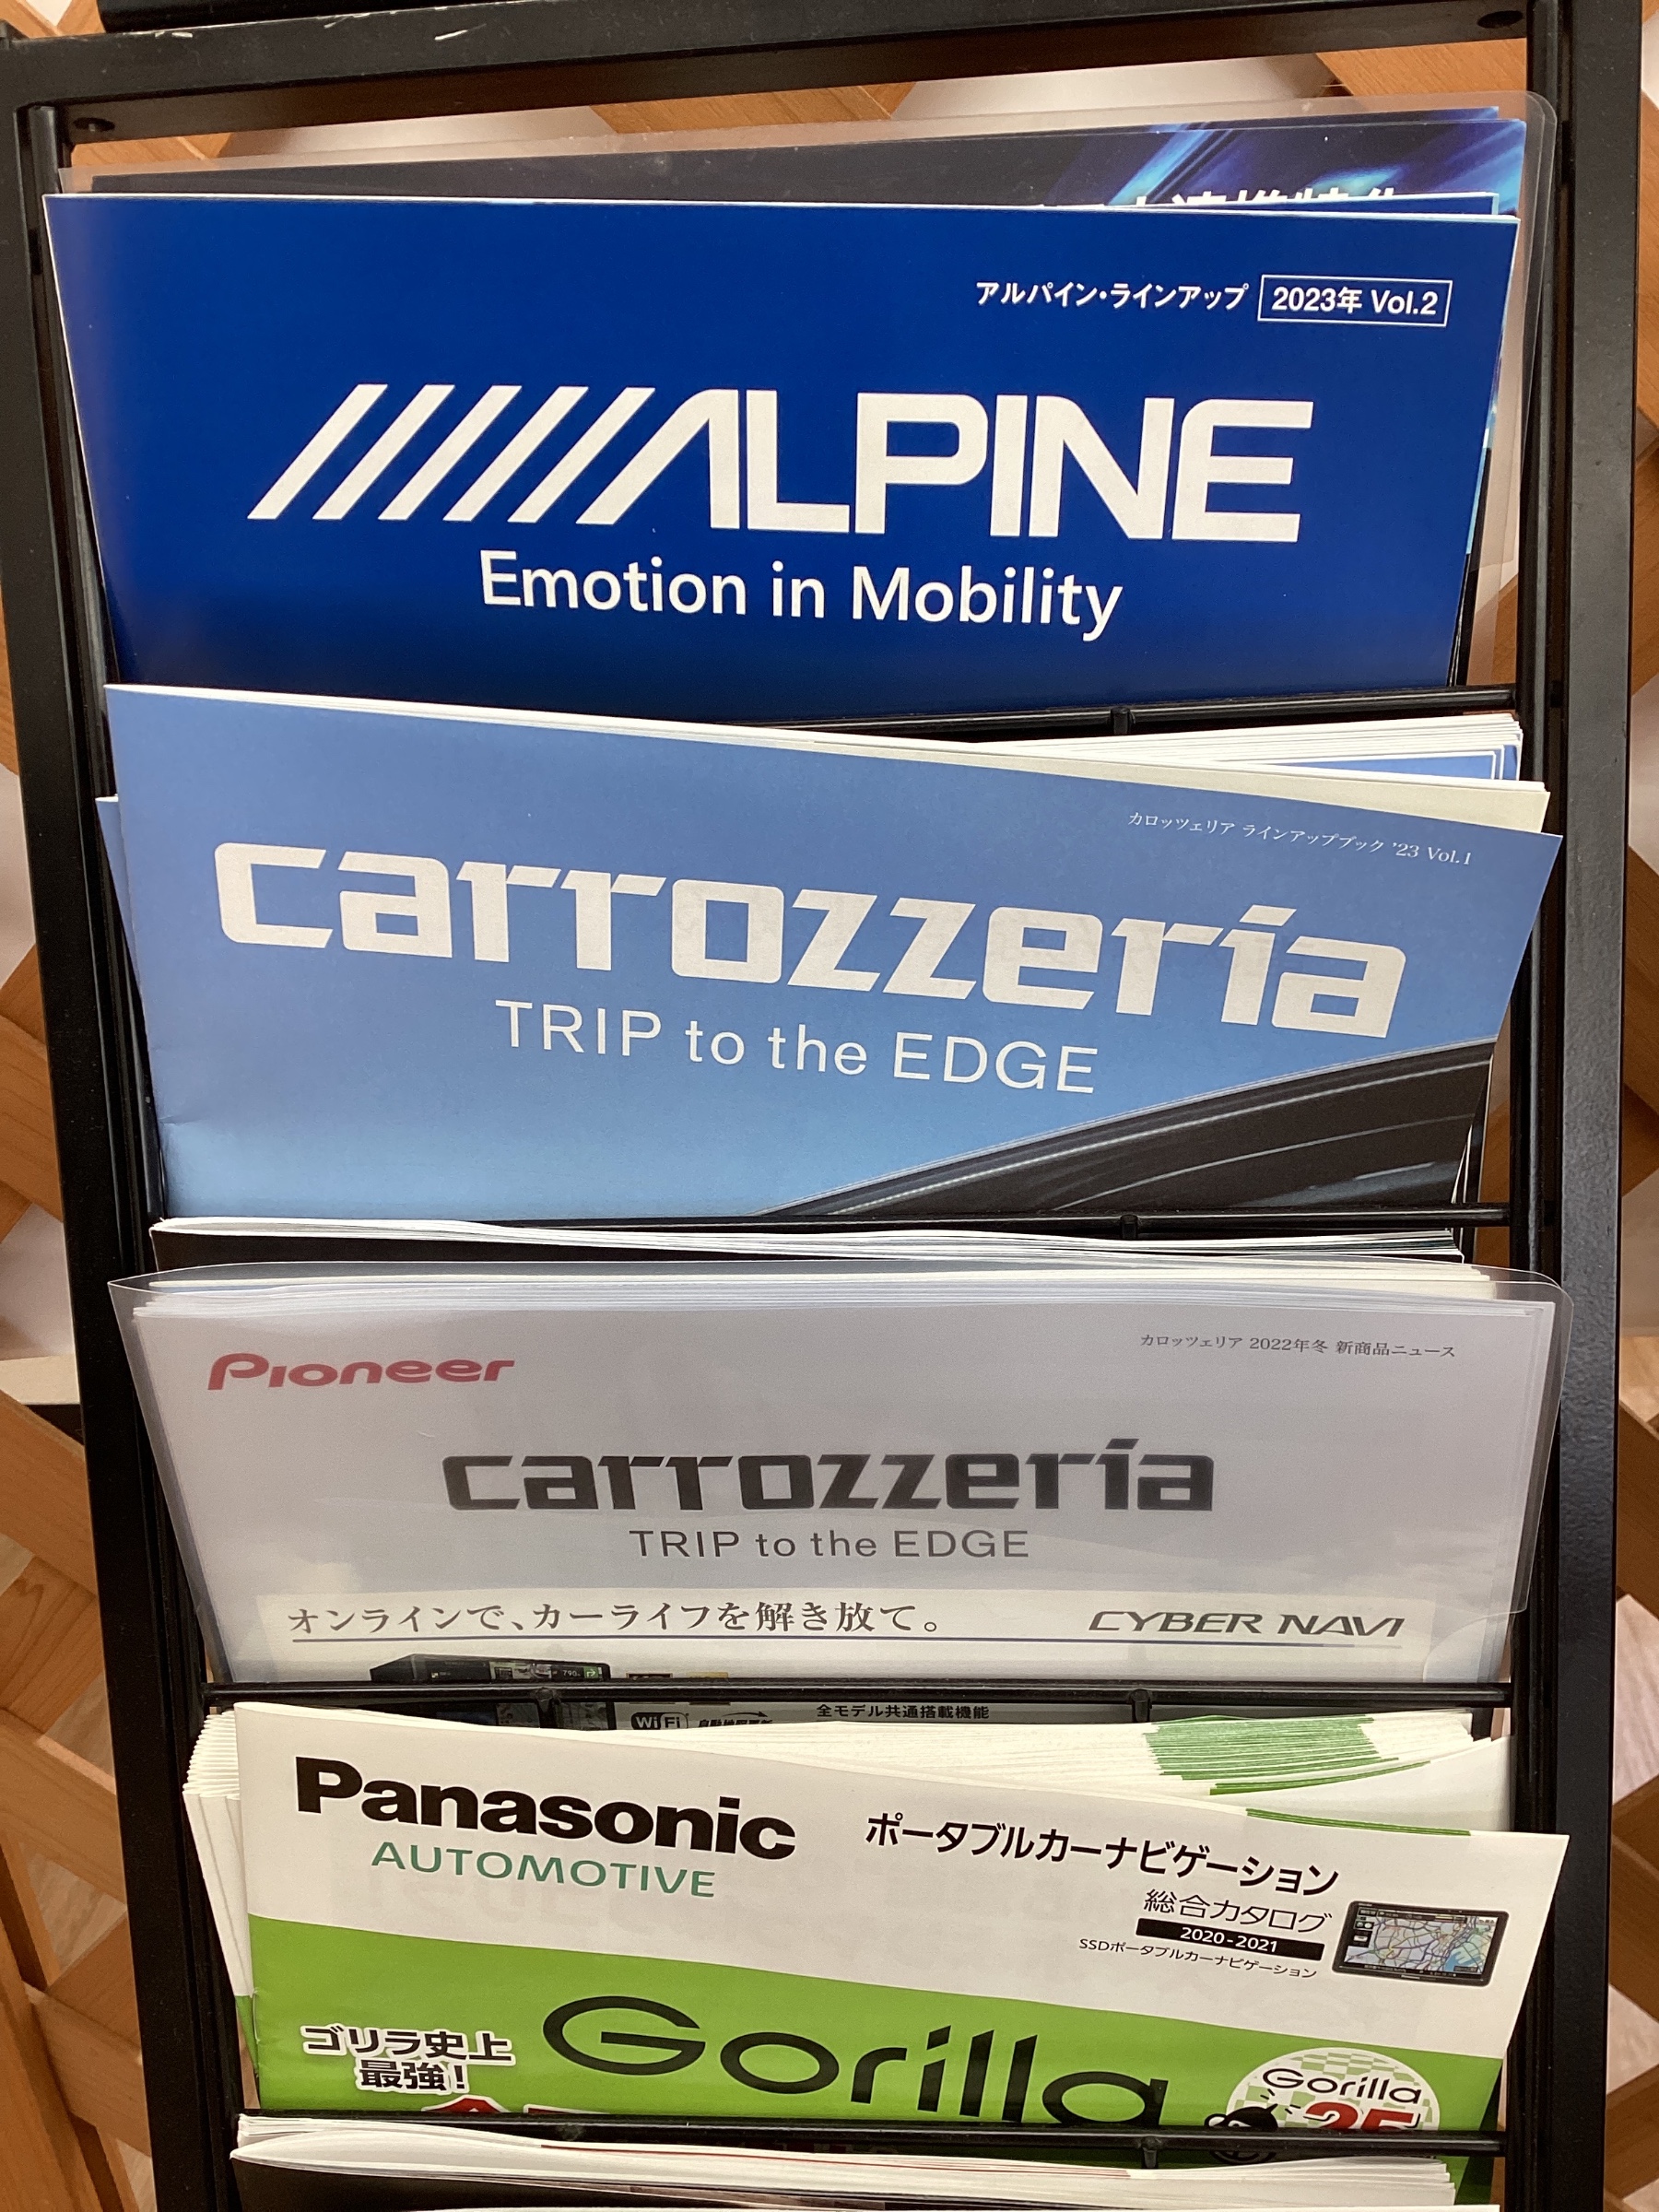 アルパイン・ラインアップ 2023年 Vol.2
ALPINE
Emotion in Mobility
カロッツェリア ラインアップブック '23 Vol.1
carrozzeria
TRIP to the EDGE
Pioneer
カロッツェリア 2022年冬 新商品ニュース
carrozzeria
TRIP to the EDGE
オンラインで、カーライフを解き放て。
CYBER NAVI
WiFi
全モデル共通搭載機能
Panasonic
AUTOMOTIVE
ポータブルカーナビゲーション
総合カタログ
2020-2021
SSDポータブルカーナビゲーション
ゴリラ史上
最強!
Gorilla
Gorilla
25